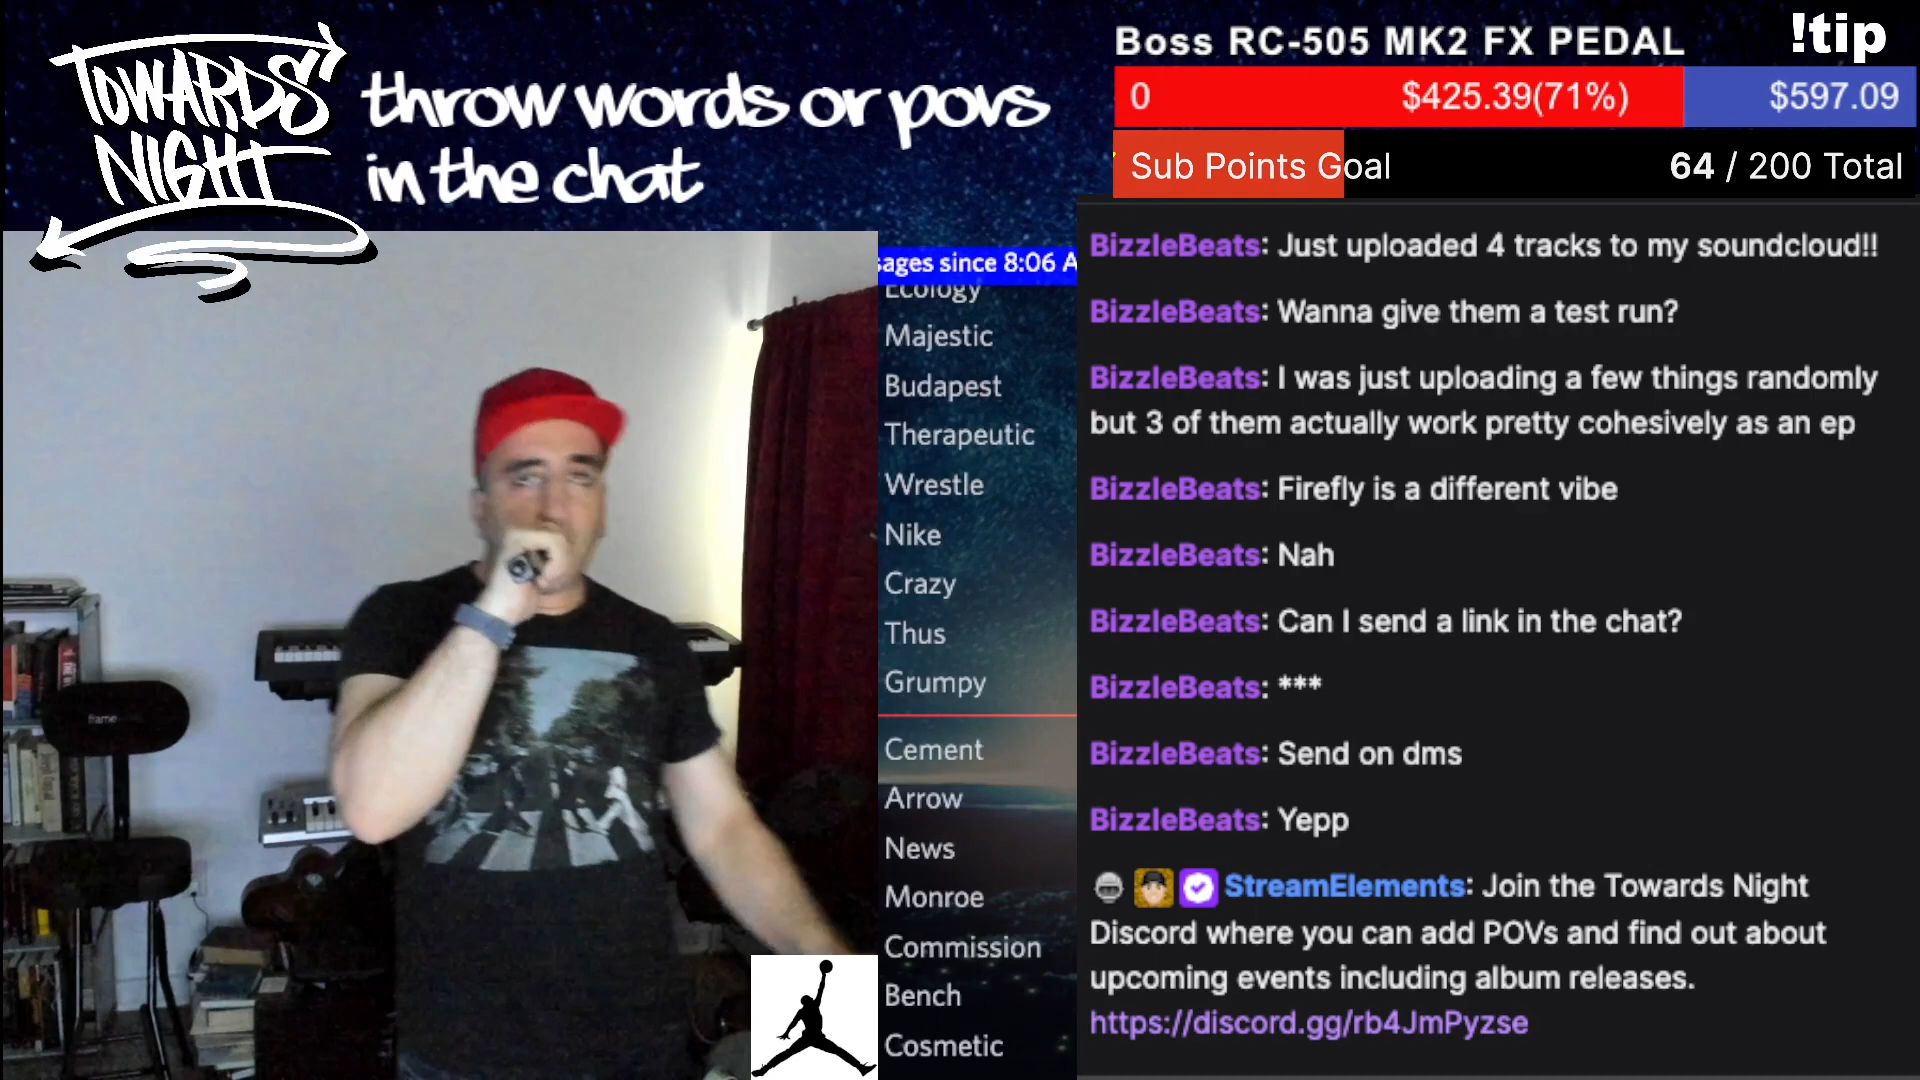 TOWARDS
NIGHT
throw words or povs
in the chat
Boss RC-505 MK2 FX PEDAL
!tip
0
$425.39(71%)
$597.09
Sub Points Goal
64 / 200 Total
sages since 8:06 A
Ecology
Majestic
Budapest
Therapeutic
Wrestle
Nike
Crazy
Thus
Grumpy
Cement
Arrow
News
Monroe
Commission
Bench
Cosmetic
frame
BizzleBeats: Just uploaded 4 tracks to my soundcloud!!
BizzleBeats: Wanna give them a test run?
BizzleBeats: I was just uploading a few things randomly
but 3 of them actually work pretty cohesively as an ep
BizzleBeats: Firefly is a different vibe
BizzleBeats: Nah
BizzleBeats: Can I send a link in the chat?
BizzleBeats: ***
BizzleBeats: Send on dms
BizzleBeats: Yepp
StreamElements: Join the Towards Night
Discord where you can add POVs and find out about
upcoming events including album releases.
https://discord.gg/rb4JmPyzse